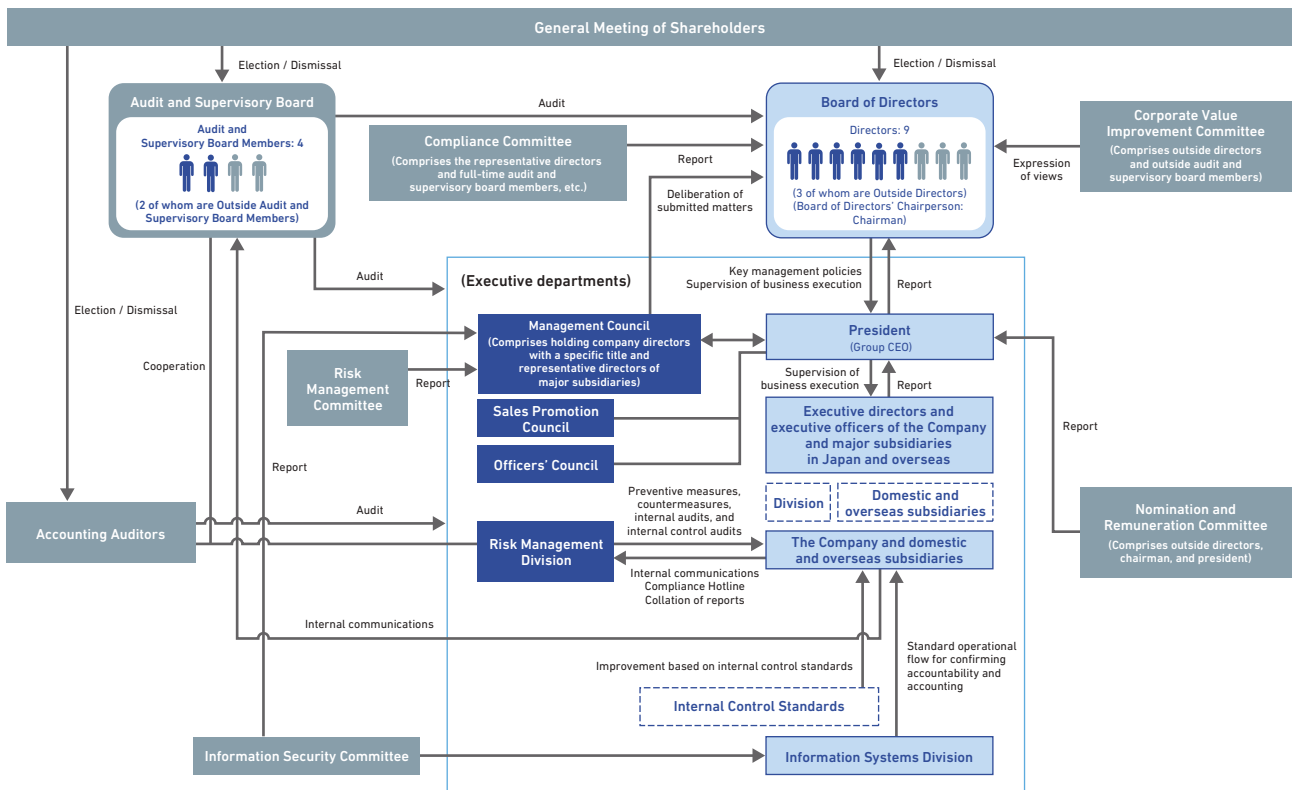 General Meeting of Shareholders
Election / Dismissal
Election / Dismissal
Audit and Supervisory Board
Audit and
Supervisory Board Members: 4
(2 of whom are Outside Audit and
Supervisory Board Members)
Audit
Compliance Committee
(Comprises the representative directors
and full-time audit and
supervisory board members, etc.)
Report
Deliberation of
submitted matters
Board of Directors
Directors: 9
(3 of whom are Outside Directors)
(Board of Directors' Chairperson:
Chairman)
Corporate Value
Improvement Committee
(Comprises outside directors
and outside audit and
supervisory board members)
Expression
of views
Audit
(Executive departments)
Key management policies
Supervision of business execution
Report
Election / Dismissal
Cooperation
Management Council
(Comprises holding company directors
with a specific title and
representative directors of
major subsidiaries)
President
(Group CEO)
Risk
Management
Committee
Report
Supervision of
business execution
Report
Sales Promotion
Council
Officers' Council
Executive directors and
executive officers of the Company
and major subsidiaries
in Japan and overseas
Report
Report
Division
Domestic and
overseas subsidiaries
Preventive measures,
countermeasures,
internal audits, and
internal control audits
Nomination and
Remuneration Committee
(Comprises outside directors,
chairman, and president)
Accounting Auditors
Audit
Risk Management
Division
The Company and domestic
and overseas subsidiaries
Internal communications
Compliance Hotline
Collation of reports
Internal communications
Improvement based on internal control standards
Standard operational
flow for confirming
accountability and
accounting
Internal Control Standards
Information Security Committee
Information Systems Division